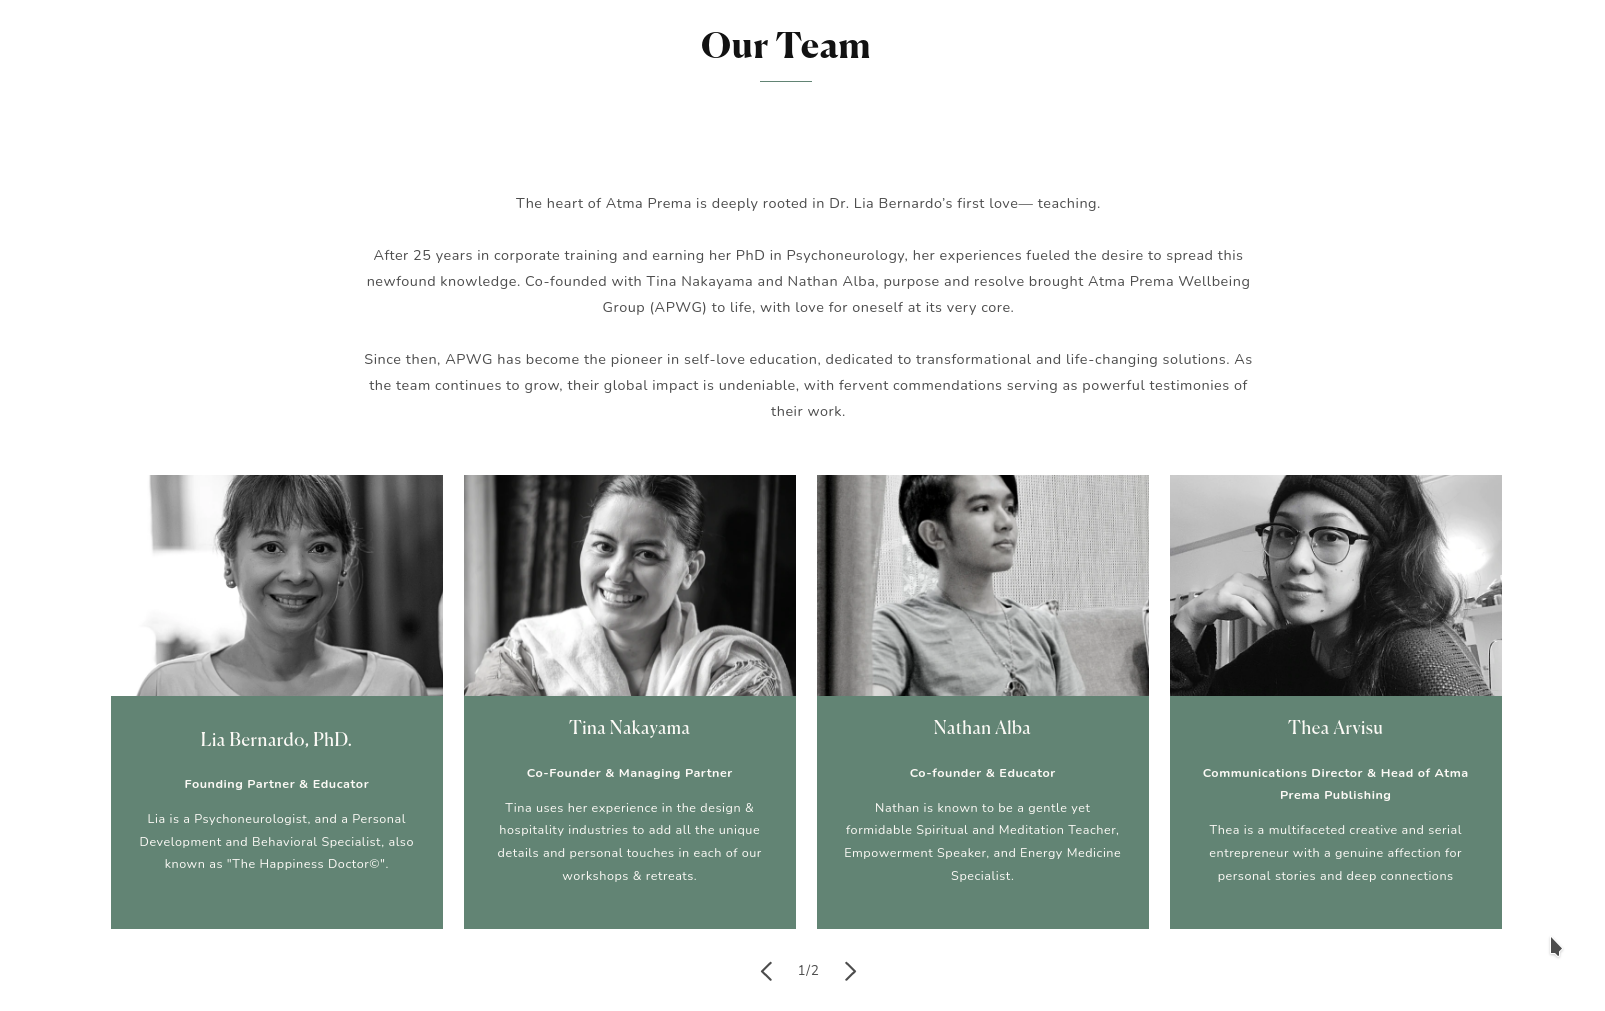 Our Team
The heart of Atma Prema is deeply rooted in Dr. Lia Bernardo's first love— teaching.
After 25 years in corporate training and earning her PhD in Psychoneurology, her experiences fueled the desire to spread this
newfound knowledge. Co-founded with Tina Nakayama and Nathan Alba, purpose and resolve brought Atma Prema Wellbeing
Group (APWG) to life, with love for oneself at its very core.
Since then, APWG has become the pioneer in self-love education, dedicated to transformational and life-changing solutions. As
the team continues to grow, their global impact is undeniable, with fervent commendations serving as powerful testimonies of
their work.
Lia Bernardo, PhD.
Founding Partner & Educator
Lia is a Psychoneurologist, and a Personal
Development and Behavioral Specialist, also
known as "The Happiness Doctor©".
Tina Nakayama
Co-Founder & Managing Partner
Tina uses her experience in the design &
hospitality industries to add all the unique
details and personal touches in each of our
workshops & retreats.
Nathan Alba
Co-founder & Educator
Nathan is known to be a gentle yet
formidable Spiritual and Meditation Teacher,
Empowerment Speaker, and Energy Medicine
Specialist.
Thea Arvisu
Communications Director & Head of Atma
Prema Publishing
Thea is a multifaceted creative and serial
entrepreneur with a genuine affection for
personal stories and deep connections
1/2